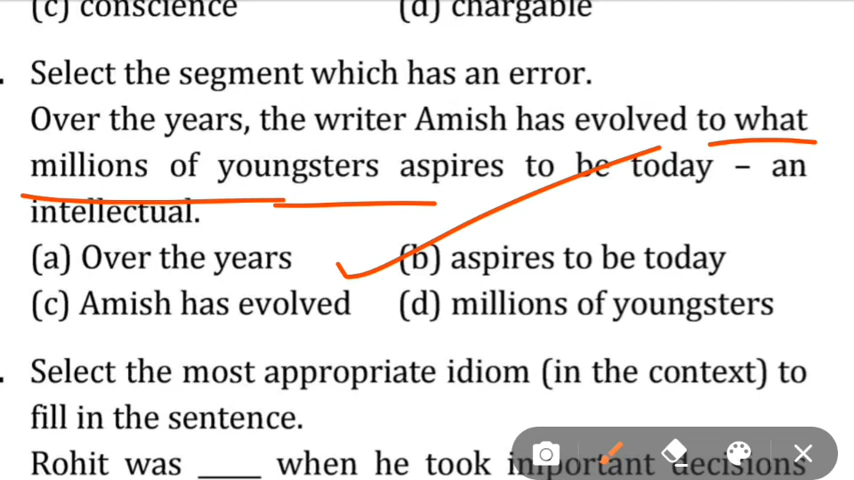 (c) conscience (d) chargable
. Select the segment which has an error.
Over the years, the writer Amish has evolved to what
millions of youngsters aspires to be today – an
intellectual.
(a) Over the years (b) aspires to be today
(c) Amish has evolved (d) millions of youngsters
. Select the most appropriate idiom (in the context) to
fill in the sentence.
Rohit was ____ when he took important decisions